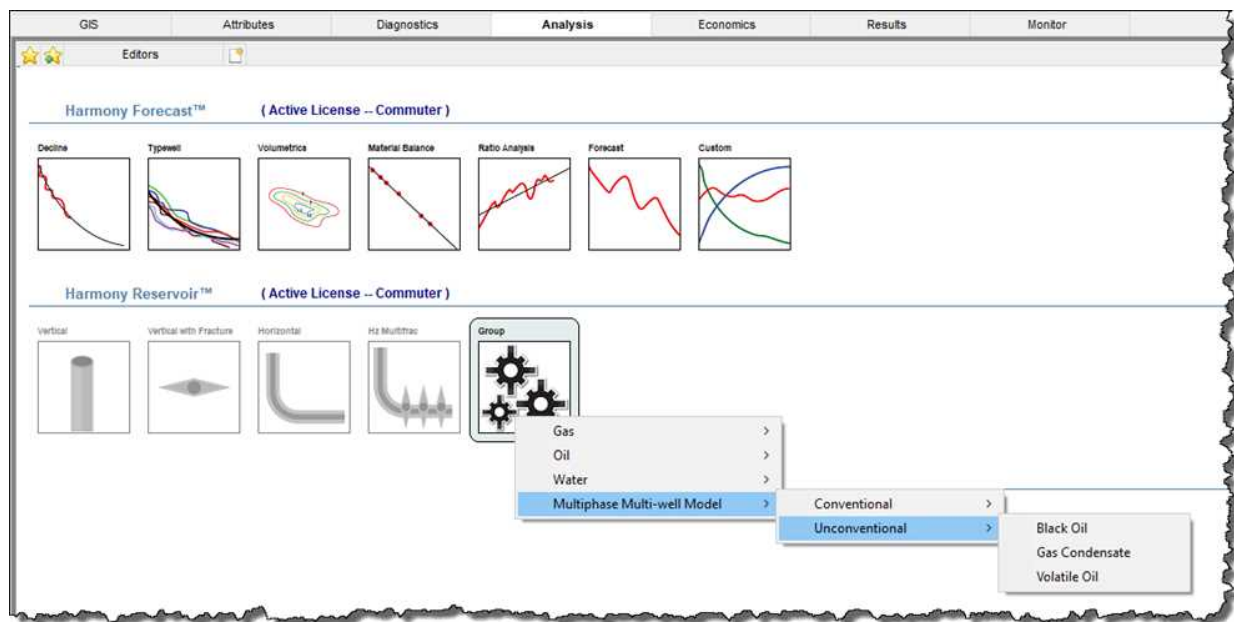 GIS Attributes Diagnostics Analysis Economics Results Monitor
Editors
Harmony Forecast™ ( Active License -- Commuter )
Decline Typewell Volumetrics Material Balance Ratio Analysis Forecast Custom
Harmony Reservoir™ ( Active License -- Commuter )
Vertical Vertical with Fracture Horizontal Hz Multifrac Group
Gas >
Oil >
Water >
Multiphase Multi-well Model >
Conventional >
Unconventional >
Black Oil
Gas Condensate
Volatile Oil